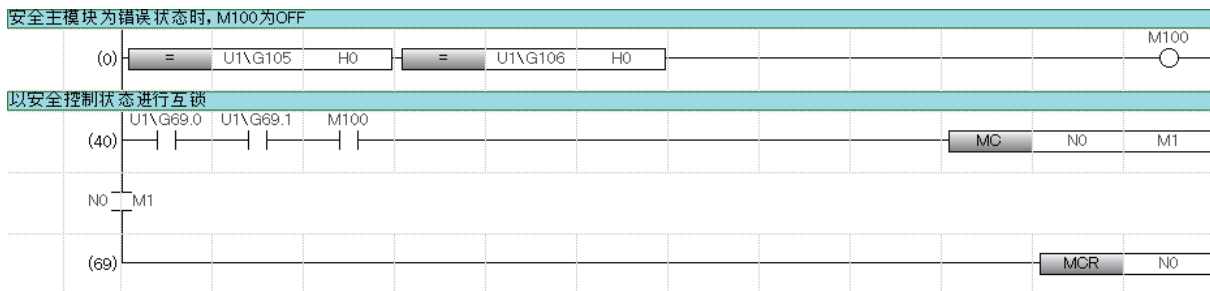 安全主模块为错误状态时, M100为OFF
M100
(0) = U1\G105 H0 = U1\G106 H0
以安全控制状态进行互锁
U1\G69.0 U1\G69.1 M100
(40) MC N0 M1
N0 M1
(69) MCR N0